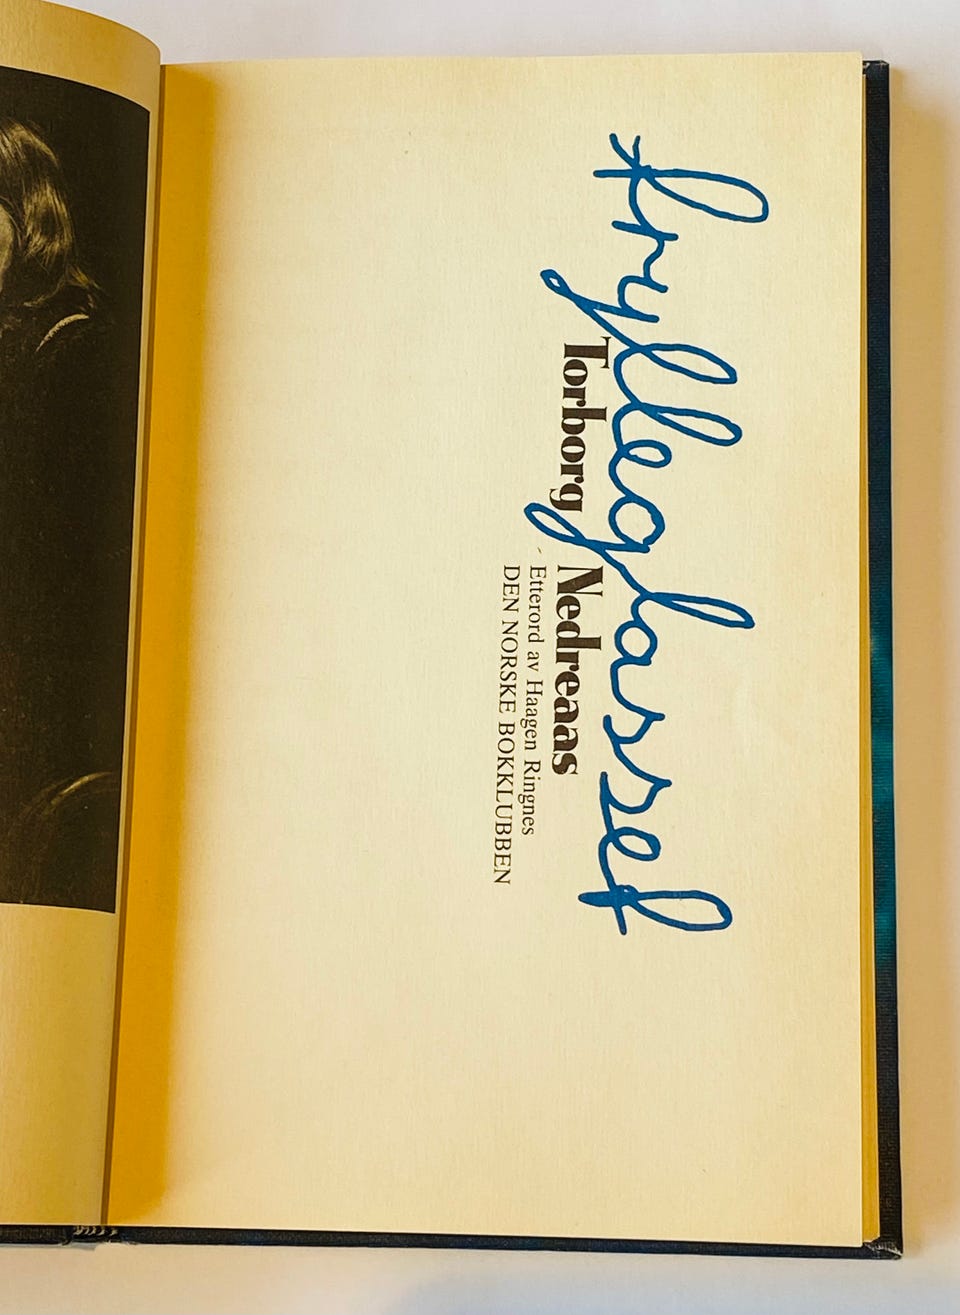 trylleglasset
Torborg Nedreaas
Etterord av Haagen Ringnes
DEN NORSKE BOKKLUBBEN